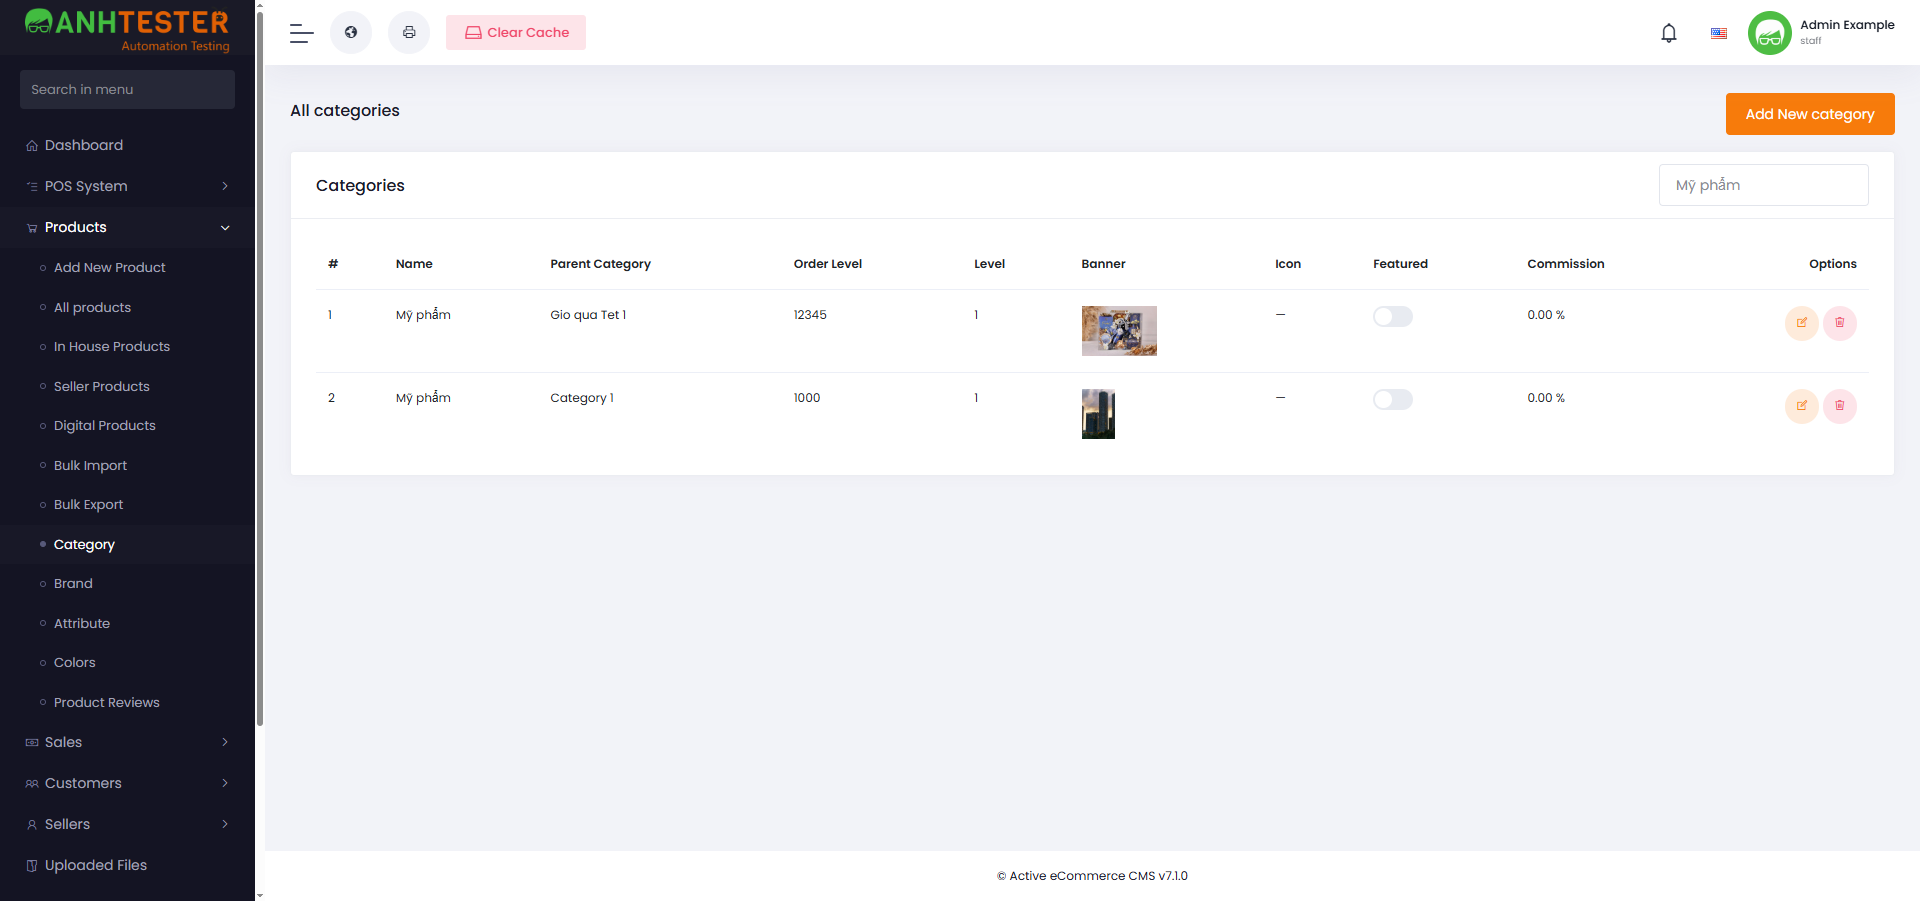 ANHTESTER
Automation Testing
Search in menu
Dashboard
POS System
Products
Add New Product
All products
In House Products
Seller Products
Digital Products
Bulk Import
Bulk Export
Category
Brand
Attribute
Colors
Product Reviews
Sales
Customers
Sellers
Uploaded Files
Clear Cache
Admin Example
staff
All categories
Add New category
Categories
Mỹ phẩm
# Name Parent Category Order Level Level Banner Icon Featured Commission Options
1 Mỹ phẩm Gio qua Tet 1 12345 1 — 0.00 %
2 Mỹ phẩm Category 1 1000 1 — 0.00 %
© Active eCommerce CMS v7.1.0